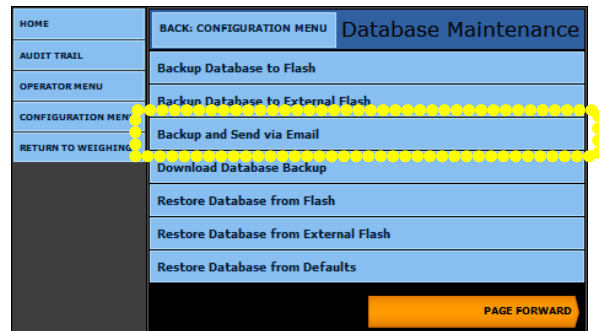 HOME
AUDIT TRAIL
OPERATOR MENU
CONFIGURATION MENU
RETURN TO WEIGHING
BACK: CONFIGURATION MENU
Database Maintenance
Backup Database to Flash
Backup Database to External Flash
Backup and Send via Email
Download Database Backup
Restore Database from Flash
Restore Database from External Flash
Restore Database from Defaults
PAGE FORWARD